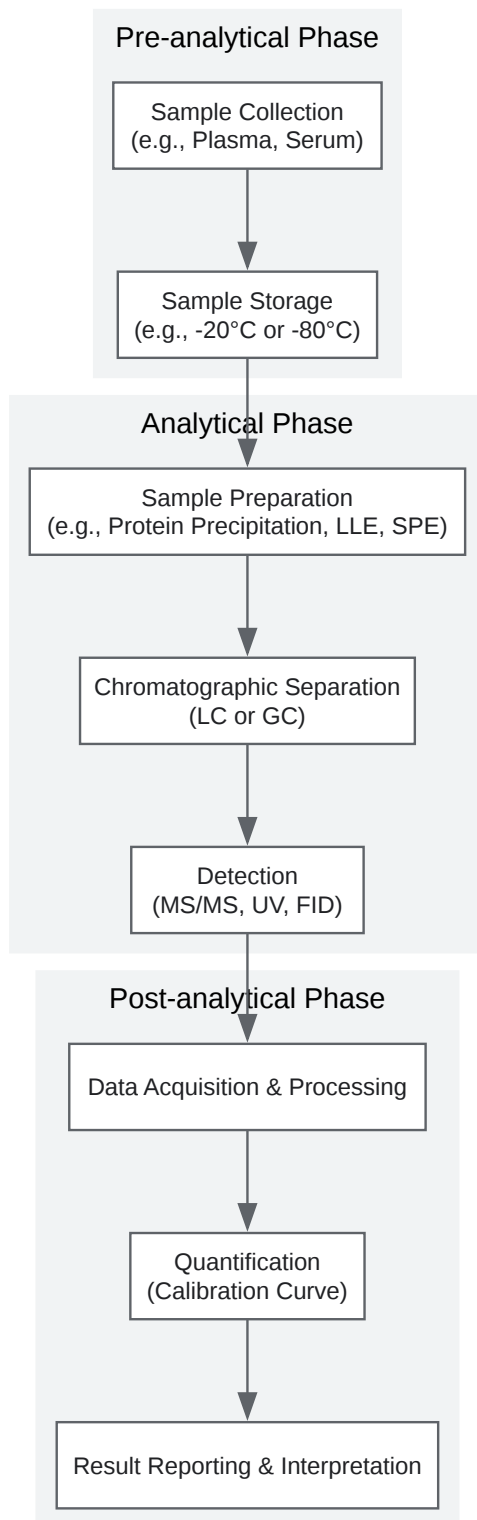 Pre-analytical Phase
Sample Collection
(e.g., Plasma, Serum)
Sample Storage
(e.g., -20°C or -80°C)
Analytical Phase
Sample Preparation
(e.g., Protein Precipitation, LLE, SPE)
Chromatographic Separation
(LC or GC)
Detection
(MS/MS, UV, FID)
Post-analytical Phase
Data Acquisition & Processing
Quantification
(Calibration Curve)
Result Reporting & Interpretation